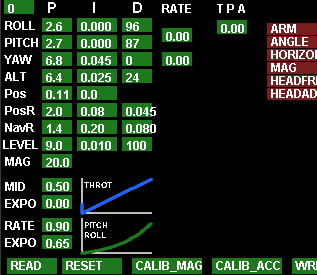 0 P I D RATE T P A
ROLL 2.6 0.000 96 0.00 0.00 ARM
PITCH 2.7 0.000 87 ANGLE
YAW 6.8 0.045 0 0.00 HORIZO
ALT 6.4 0.025 24 MAG
Pos 0.11 0.0 HEADFR
PosR 2.0 0.08 0.045 HEADAD
NavR 1.4 0.20 0.080
LEVEL 9.0 0.010 100
MAG 20.0
MID 0.50 THROT
EXPO 0.00
RATE 0.90 PITCH
EXPO 0.65 ROLL
READ RESET CALIB_MAG CALIB_ACC WRI